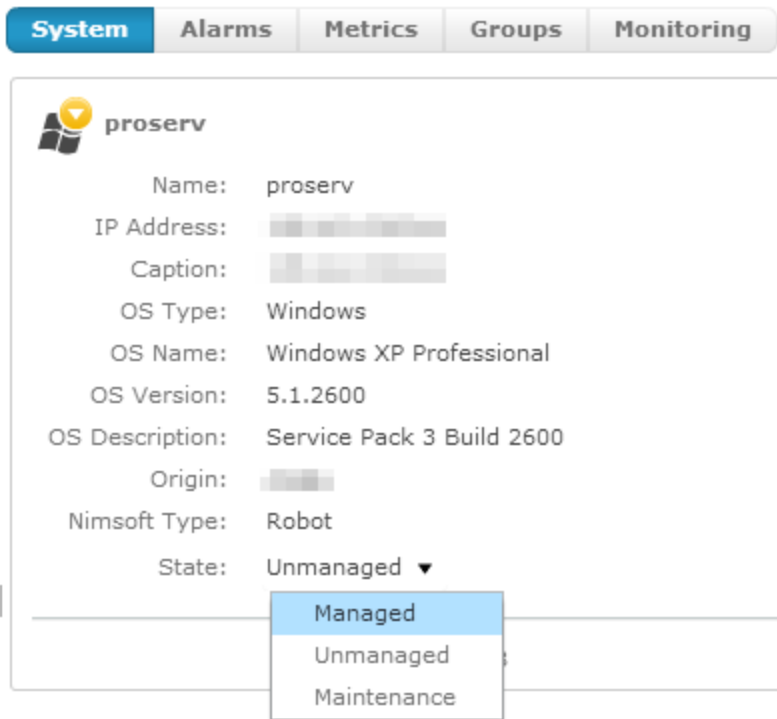 System Alarms Metrics Groups Monitoring
proserv
Name: proserv
IP Address:
Caption:
OS Type: Windows
OS Name: Windows XP Professional
OS Version: 5.1.2600
OS Description: Service Pack 3 Build 2600
Origin:
Nimsoft Type: Robot
State: Unmanaged
Managed
Unmanaged
Maintenance